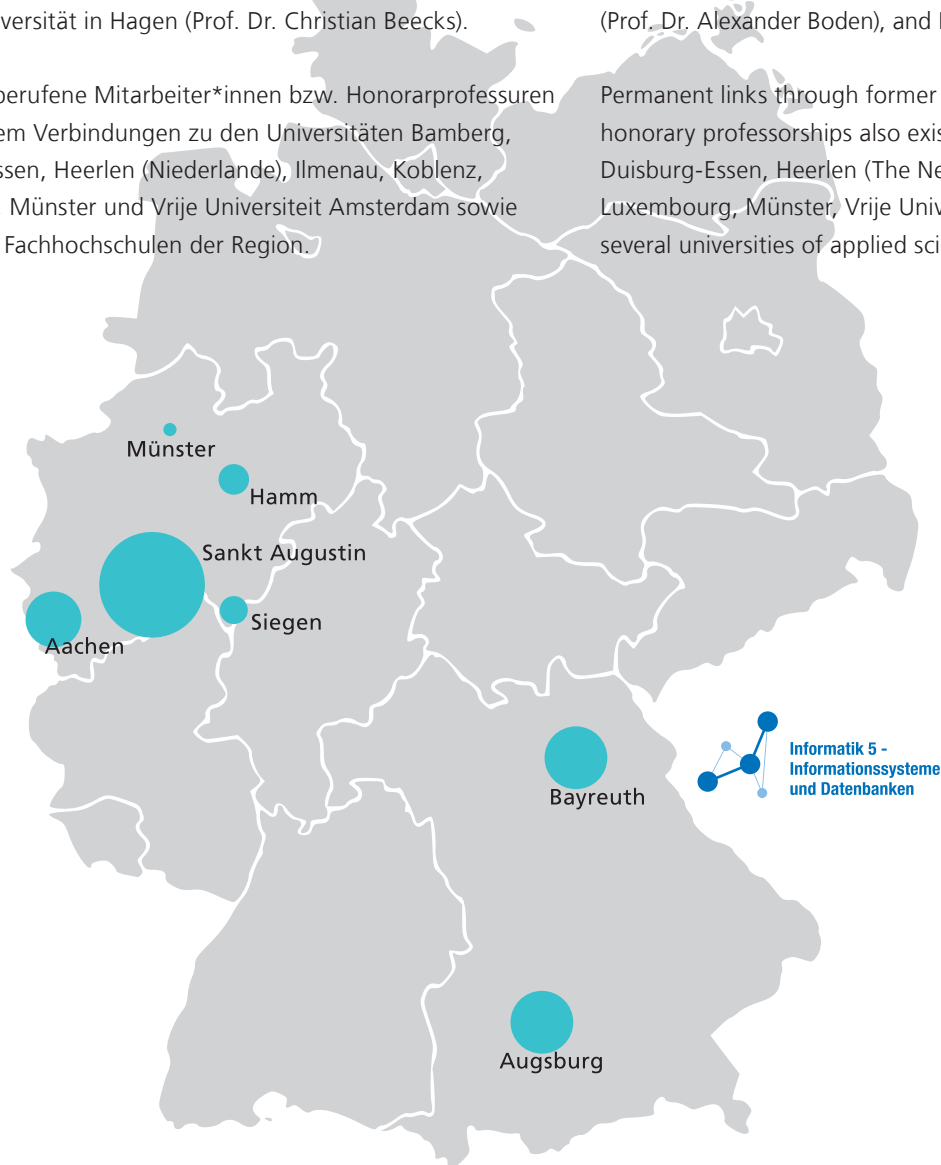 versität in Hagen (Prof. Dr. Christian Beecks).
berufene Mitarbeiter*innen bzw. Honorarprofessuren
em Verbindungen zu den Universitäten Bamberg,
ssen, Heerlen (Niederlande), Ilmenau, Koblenz,
, Münster und Vrije Universiteit Amsterdam sowie
Fachhochschulen der Region.
(Prof. Dr. Alexander Boden), and
Permanent links through former
honorary professorships also exis
Duisburg-Essen, Heerlen (The Ne
Luxembourg, Münster, Vrije Univ
several universities of applied sci
Münster
Hamm
Sankt Augustin
Siegen
Aachen
Bayreuth
Informatik 5 -
Informationssysteme
und Datenbanken
Augsburg